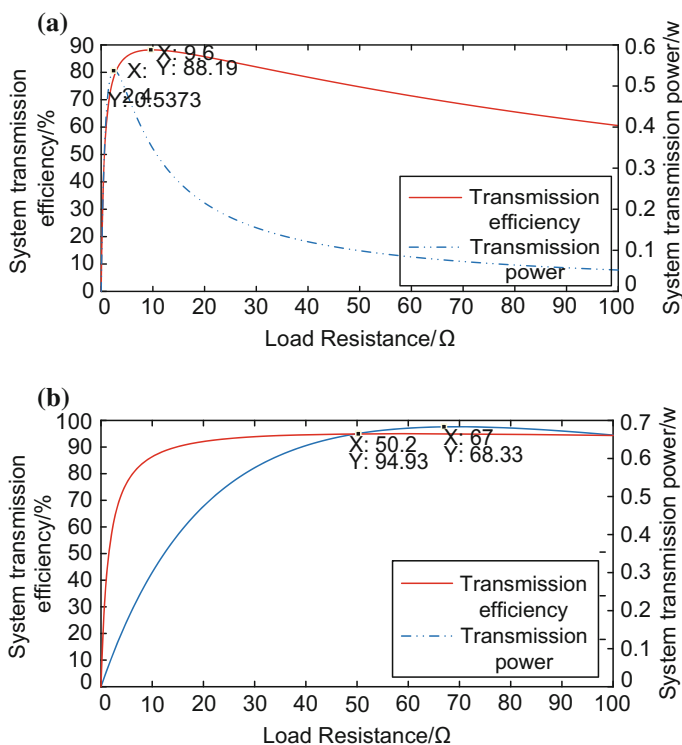 (a)
System transmission
efficiency/%
90
80
70
60
50
40
30
20
10
0
X: 9.6
Y: 88.19
X:
2.4
Y: 0.5373
Transmission
efficiency
Transmission
power
0.6
0.5
0.4
0.3
0.2
0.1
0
System transmission power/w
0 10 20 30 40 50 60 70 80 90 100
Load Resistance/Ω
(b)
System transmission
efficiency/%
100
90
80
70
60
50
40
30
20
10
0
X: 50.2
Y: 94.93
X: 67
Y: 68.33
Transmission
efficiency
Transmission
power
0.7
0.6
0.5
0.4
0.3
0.2
0.1
0
System transmission power/w
0 10 20 30 40 50 60 70 80 90 100
Load Resistance/Ω